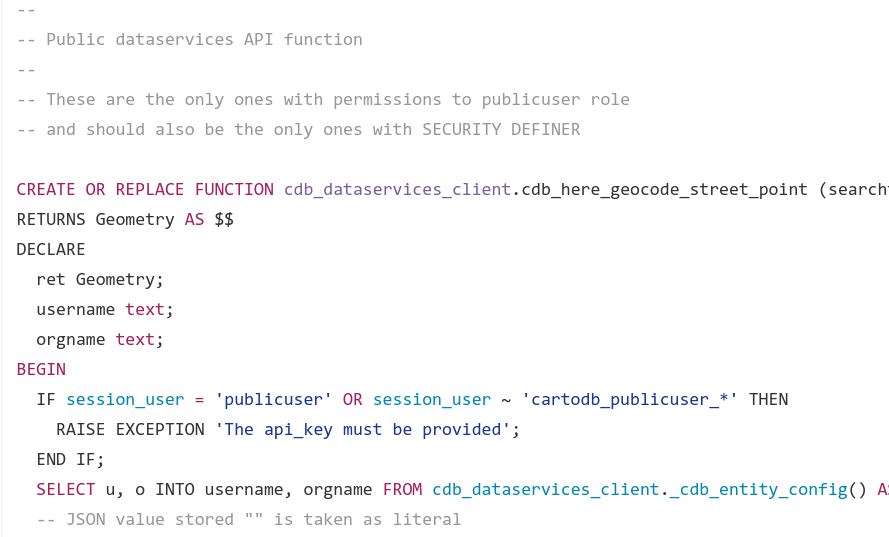 --
-- Public dataservices API function
--
-- These are the only ones with permissions to publicuser role
-- and should also be the only ones with SECURITY DEFINER
CREATE OR REPLACE FUNCTION cdb_dataservices_client.cdb_here_geocode_street_point (search
RETURNS Geometry AS $$
DECLARE
ret Geometry;
username text;
orgname text;
BEGIN
IF session_user = 'publicuser' OR session_user ~ 'cartodb_publicuser_*' THEN
RAISE EXCEPTION 'The api_key must be provided';
END IF;
SELECT u, o INTO username, orgname FROM cdb_dataservices_client._cdb_entity_config() AS
-- JSON value stored "" is taken as literal